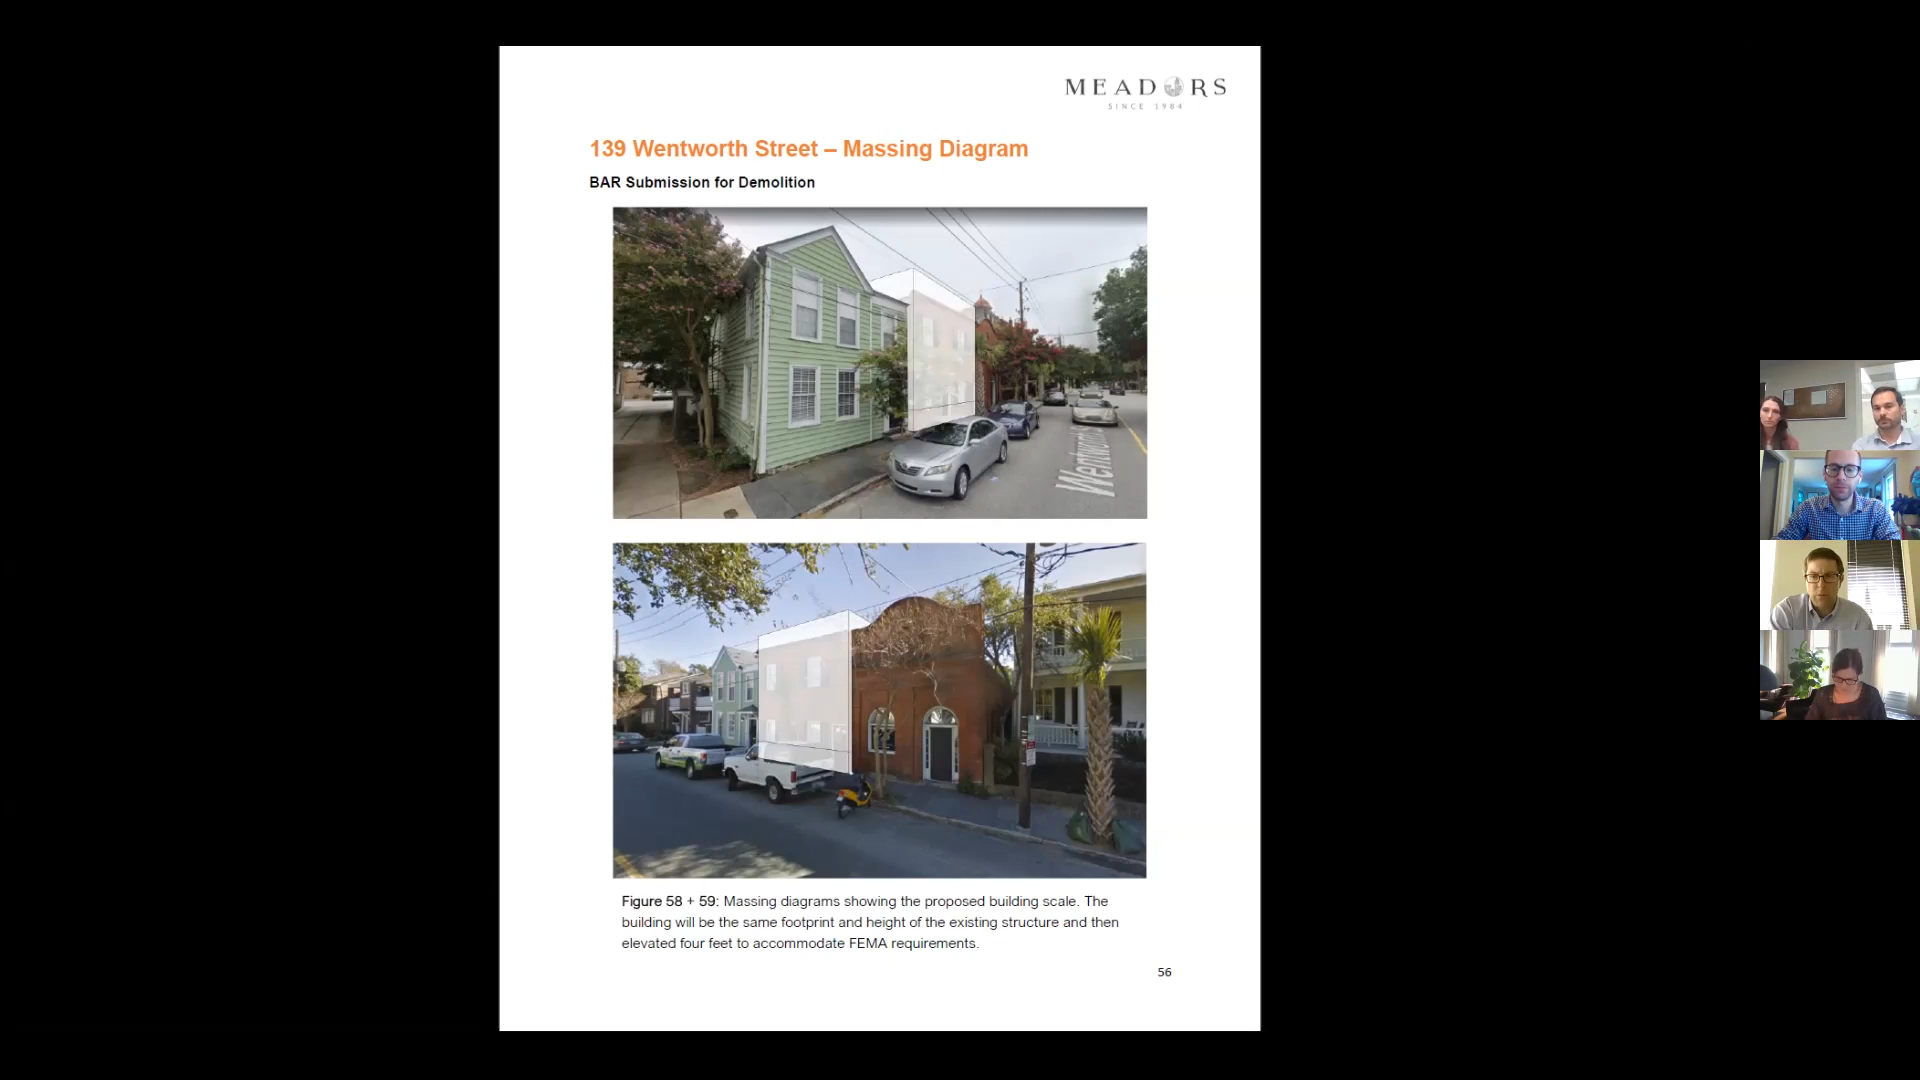 MEADORS
SINCE 1984
139 Wentworth Street – Massing Diagram
BAR Submission for Demolition
Wentworth S
Figure 58 + 59: Massing diagrams showing the proposed building scale. The
building will be the same footprint and height of the existing structure and then
elevated four feet to accommodate FEMA requirements.
56